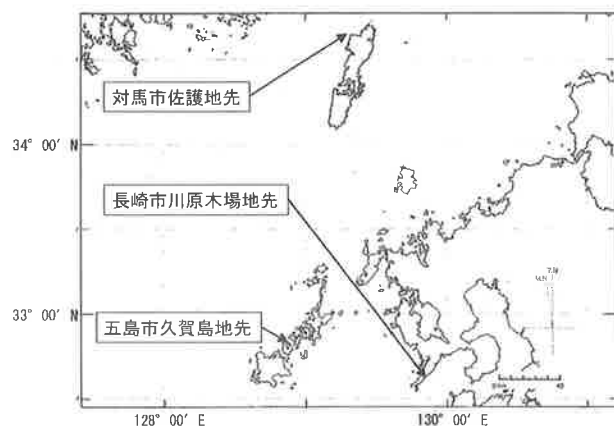 対馬市佐護地先
34° 00′ N
長崎市川原木場地先
33° 00′ N
五島市久賀島地先
128° 00′ E
130° 00′ E